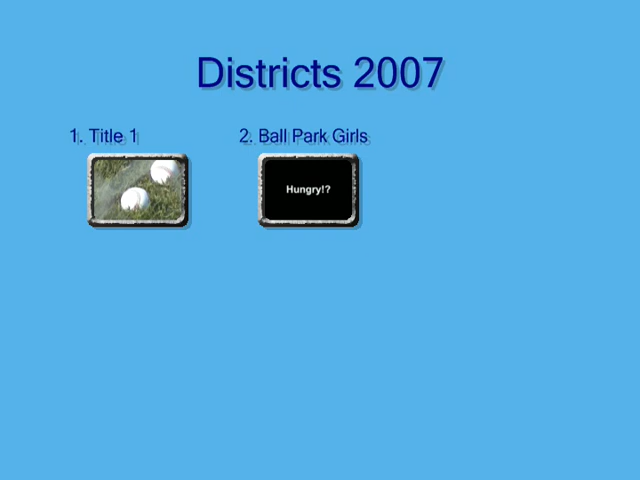 Districts 2007
1. Title 1
2. Ball Park Girls
Hungry!?